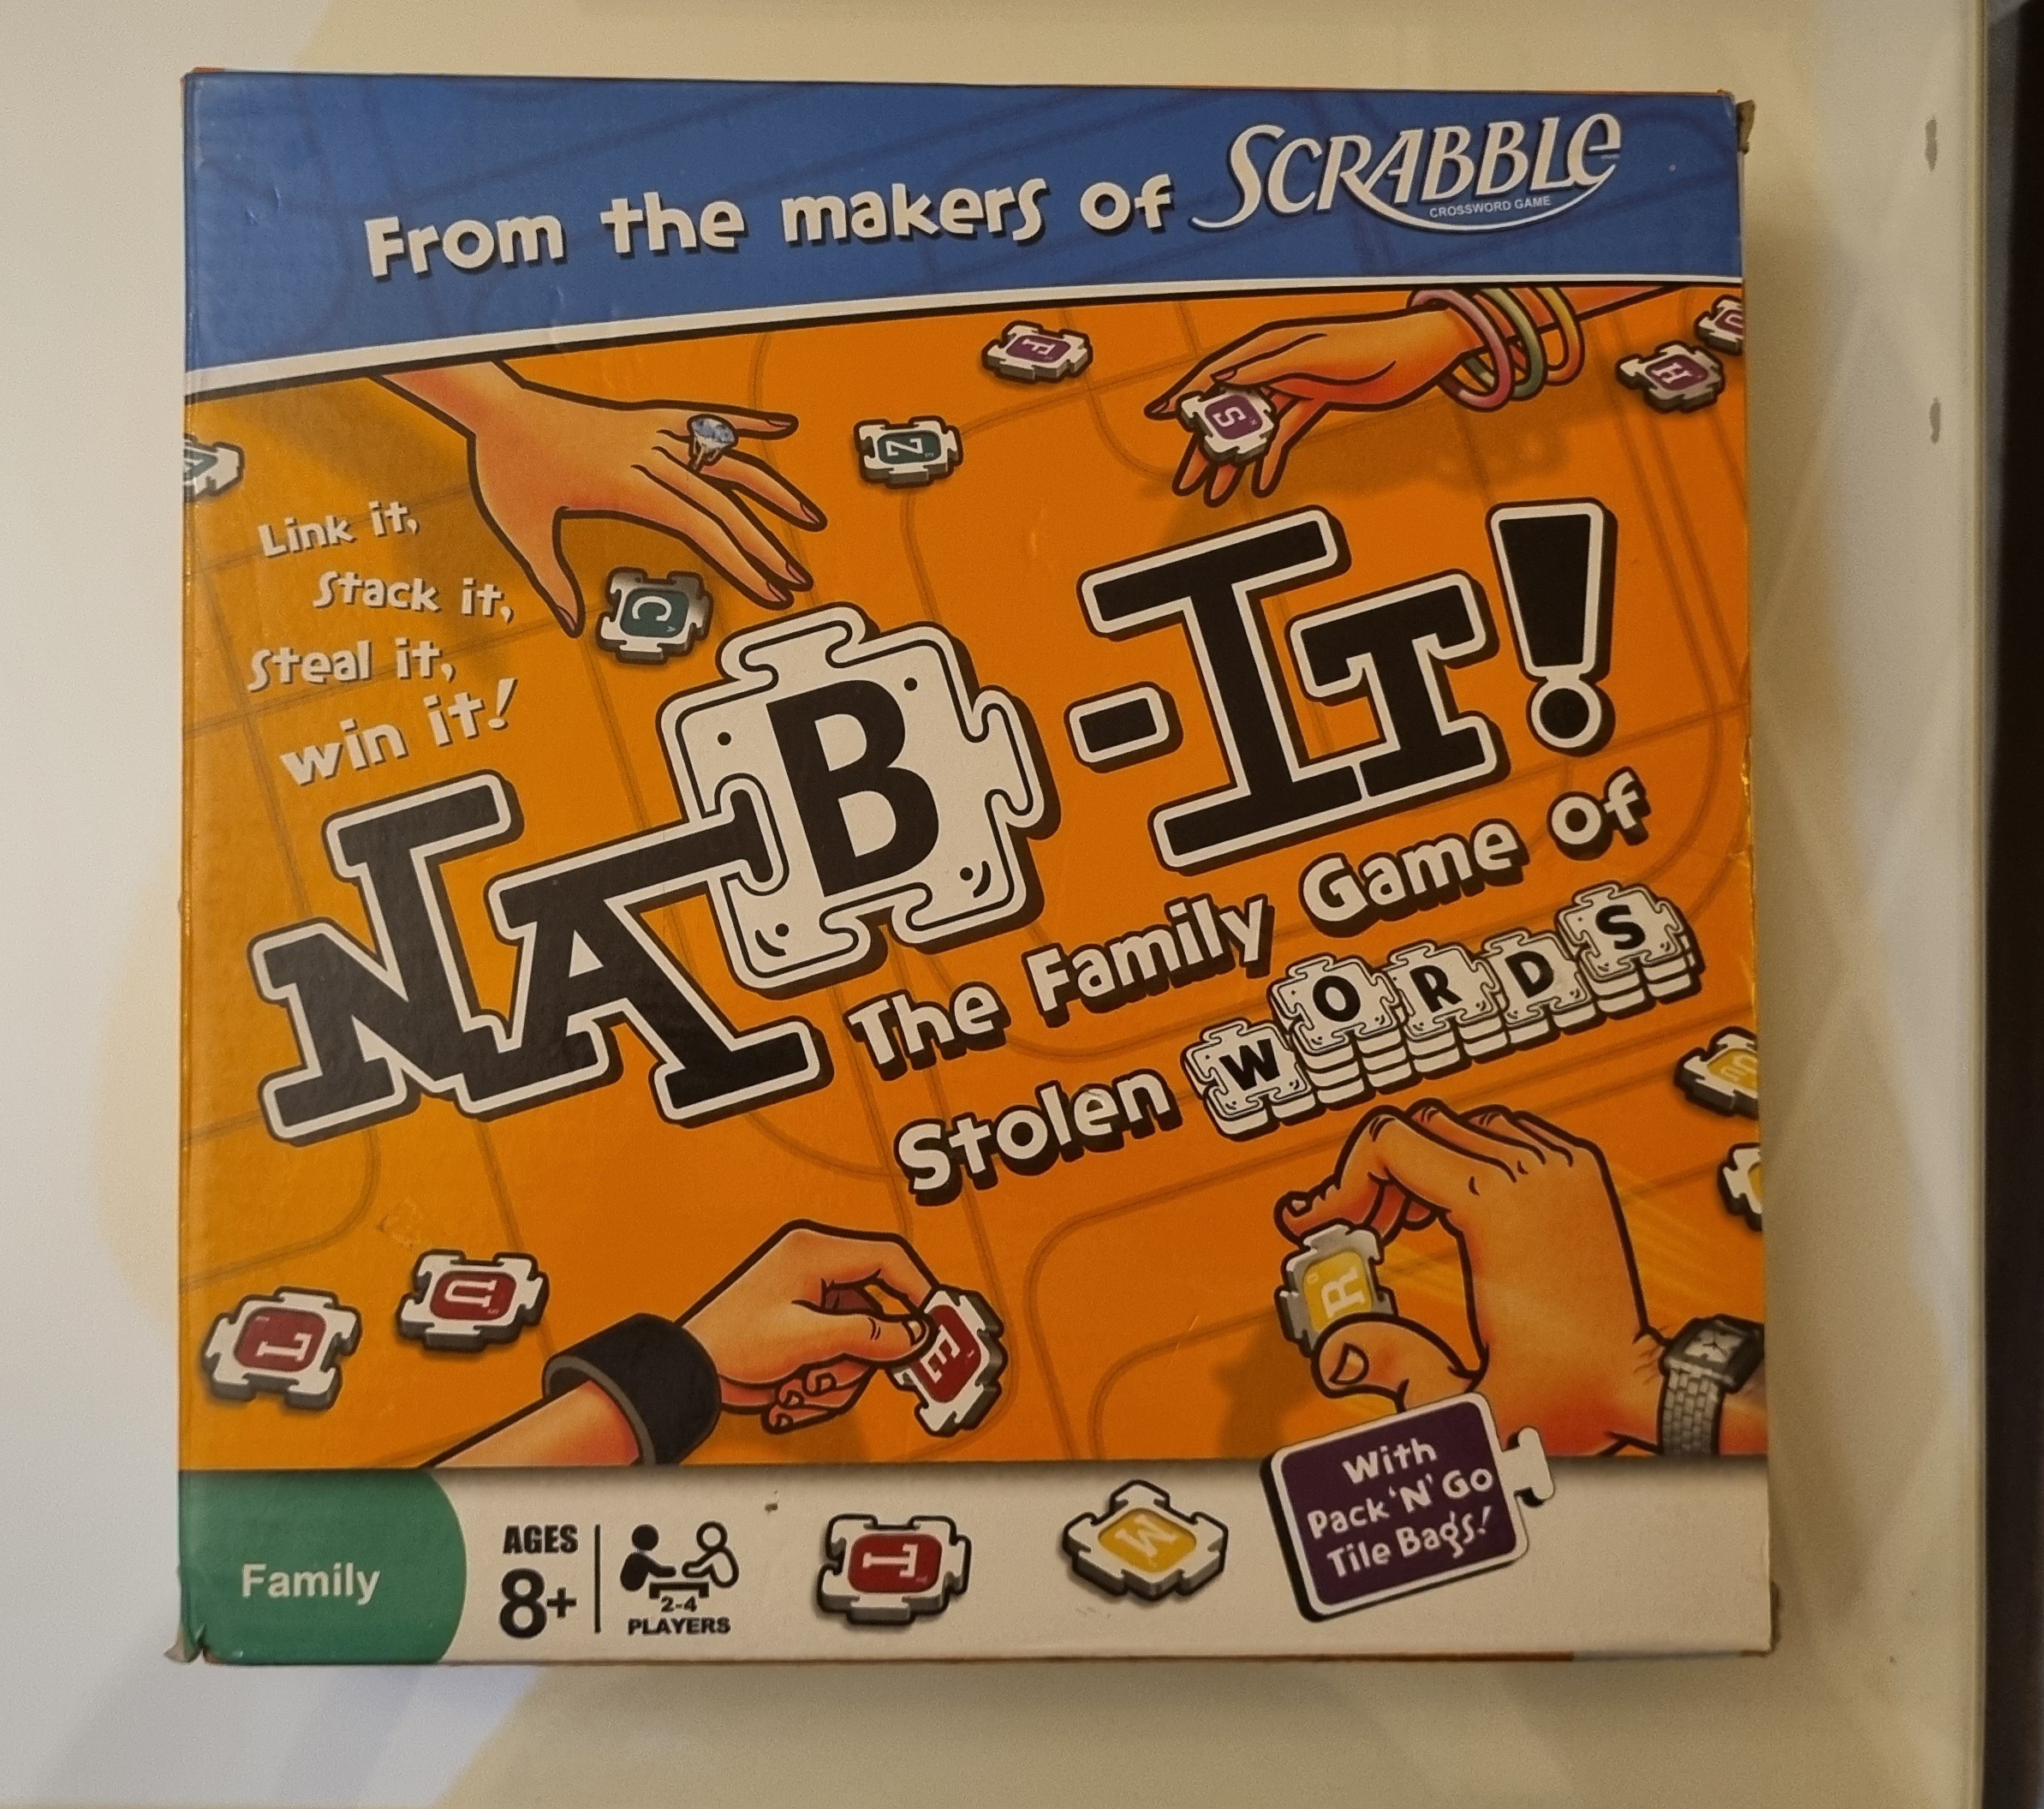 From the makers of SCRABBLE
CROSSWORD GAME
Link it,
Stack it,
Steal it,
win it!
NAB-IT!
The Family Game of
Stolen WORDS
F
S
H
Z
A
C
L
U
E
R
With
Pack 'N' Go
Tile Bags!
Family
AGES
8+
2-4
PLAYERS
T
M